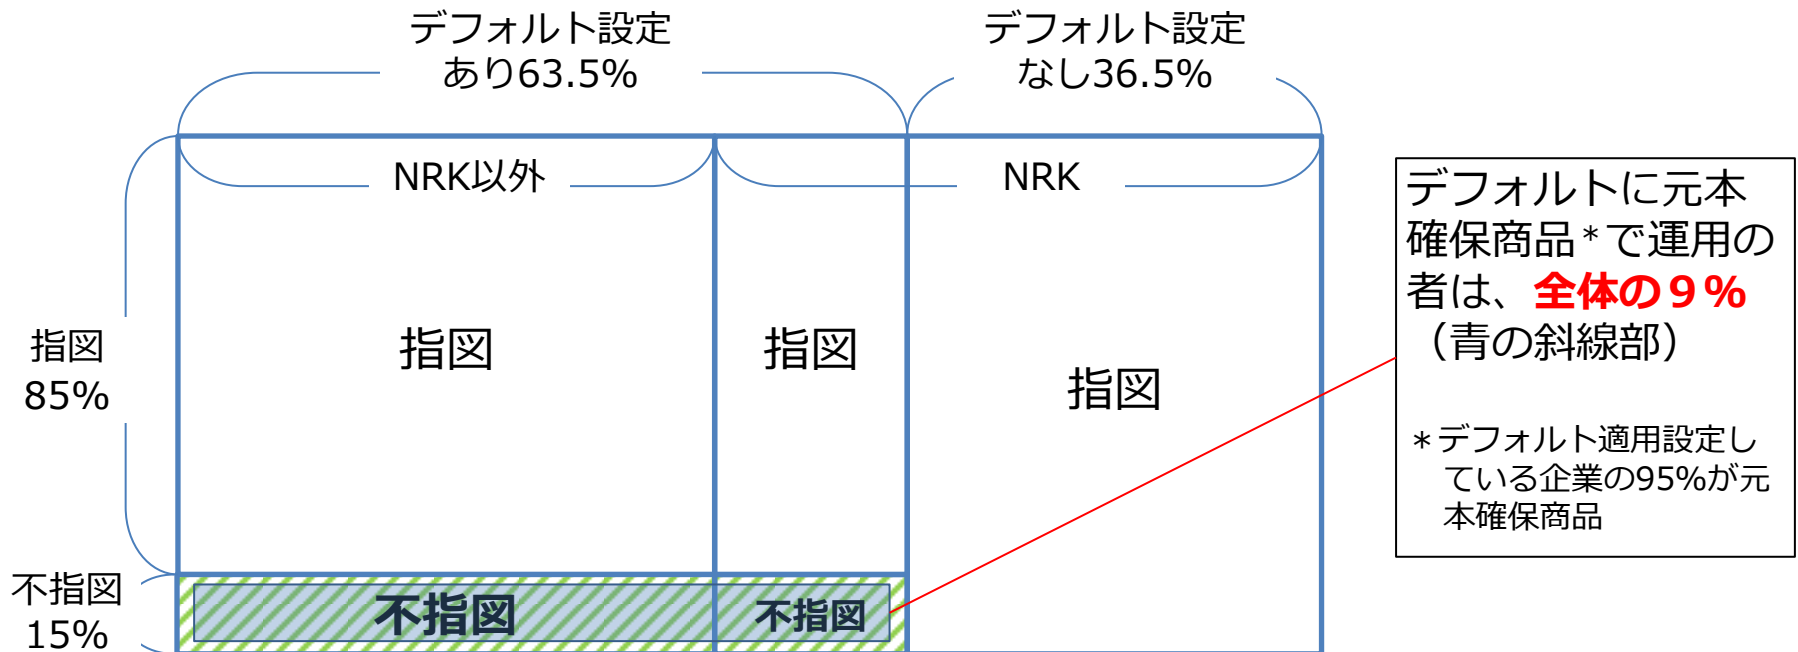 デフォルト設定
あり63.5%
デフォルト設定
なし36.5%
NRK以外
NRK
指図
85%
指図
指図
指図
不指図
15%
不指図
不指図
デフォルトに元本
確保商品*で運用の
者は、全体の9%
（青の斜線部）
*デフォルト適用設定し
ている企業の95%が元
本確保商品